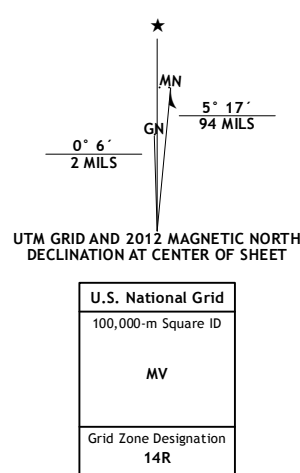 MN
GN
5° 17´
94 MILS
0° 6´
2 MILS
UTM GRID AND 2012 MAGNETIC NORTH
DECLINATION AT CENTER OF SHEET
U.S. National Grid
100,000-m Square ID
MV
Grid Zone Designation
14R